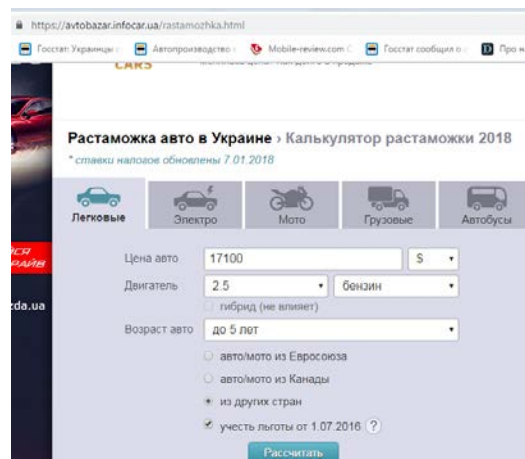 https://avtobazar.infocar.ua/rastamozhka.html
Госстат Украины Автопроизводство Mobile-review.com Госстат сообщил о Про н
CARS
Растаможка авто в Украине › Калькулятор растаможки 2018
* ставки налогов обновлены 7.01.2018
Легковые Электро Мото Грузовые Автобусы
Цена авто 17100 $
Двигатель 2.5 бензин
гибрид (не влияет)
Возраст авто до 5 лет
авто/мото из Евросоюза
авто/мото из Канады
из других стран
учесть льготы от 1.07.2016 ?
Рассчитать
zda.ua